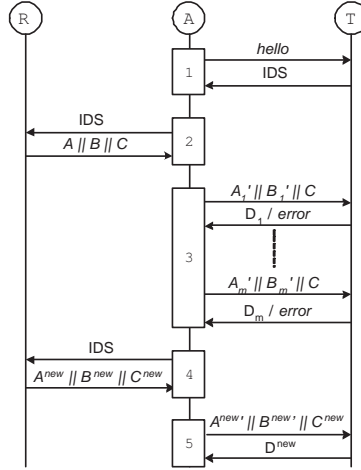 R A T
hello
1
IDS
IDS
2
A || B || C
A₁' || B₁' || C
D₁ / error
3
Aₘ' || Bₘ' || C
Dₘ / error
IDS
4
Aⁿᵉʷ || Bⁿᵉʷ || Cⁿᵉʷ
Aⁿᵉʷ' || Bⁿᵉʷ' || Cⁿᵉʷ
5
Dⁿᵉʷ